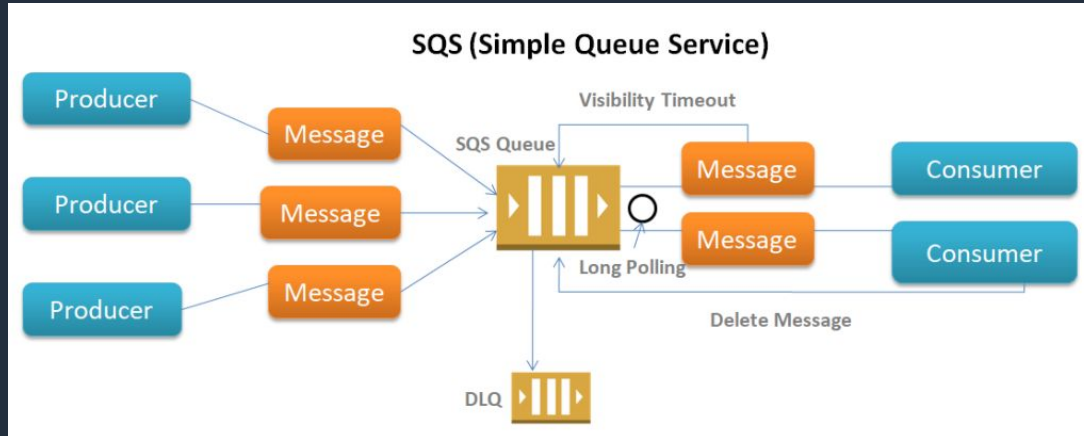 SQS (Simple Queue Service)
Producer
Message
Visibility Timeout
SQS Queue
Message
Consumer
Producer
Message
Message
Consumer
Long Polling
Producer
Message
Delete Message
DLQ